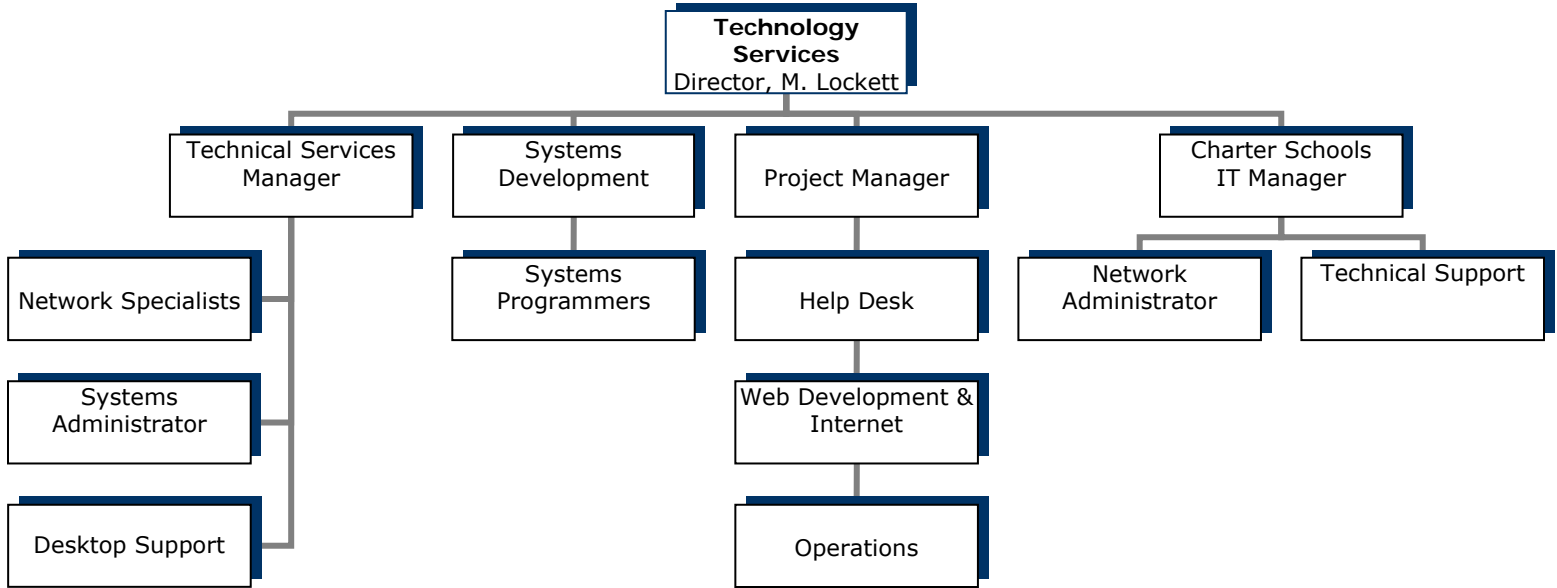 Technology
Services
Director, M. Lockett
Technical Services
Manager
Systems
Development
Project Manager
Charter Schools
IT Manager
Network Specialists
Systems
Programmers
Help Desk
Network
Administrator
Technical Support
Systems
Administrator
Web Development &
Internet
Desktop Support
Operations